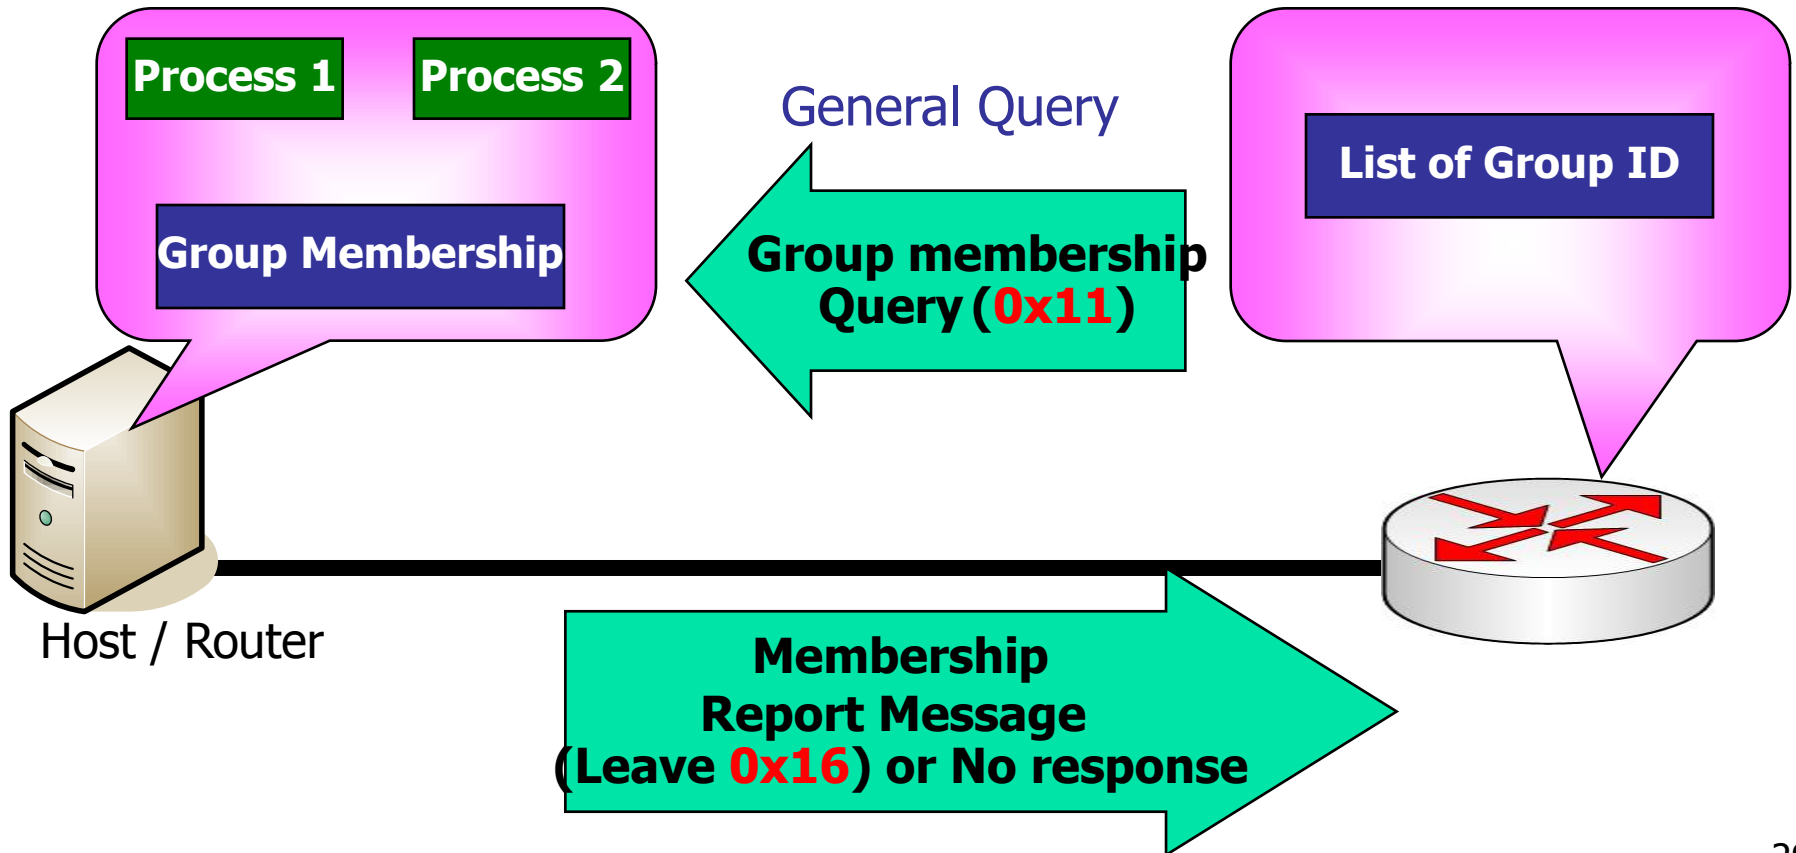 Process 1
Process 2
Group Membership
General Query
Group membership
Query (0x11)
List of Group ID
Host / Router
Membership
Report Message
(Leave 0x16) or No response